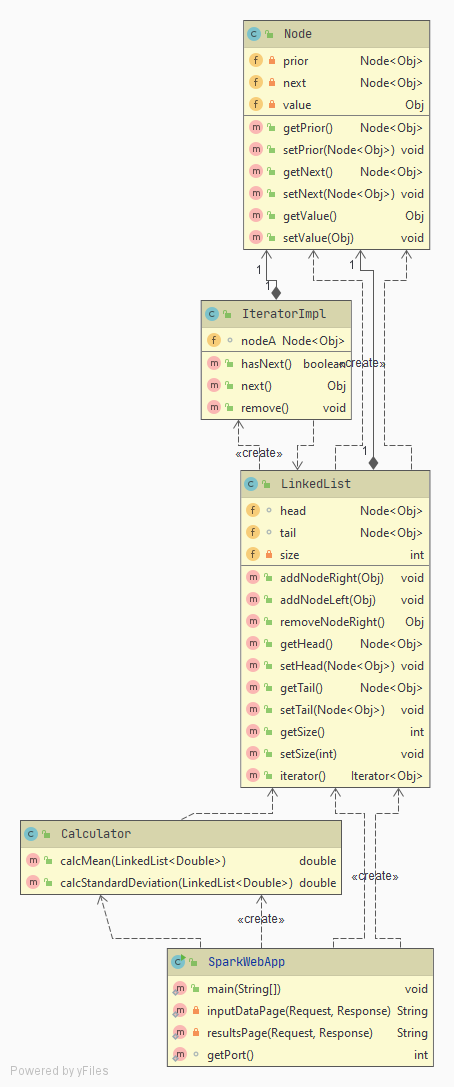 Node
prior Node<Obj>
next Node<Obj>
value Obj
getPrior() Node<Obj>
setPrior(Node<Obj>) void
getNext() Node<Obj>
setNext(Node<Obj>) void
getValue() Obj
setValue(Obj) void
1 1
1
IteratorImpl
nodeA Node<Obj>
hasNext() boolean «create»
next() Obj
remove() void
1
«create»
LinkedList
head Node<Obj>
tail Node<Obj>
size int
addNodeRight(Obj) void
addNodeLeft(Obj) void
removeNodeRight() Obj
getHead() Node<Obj>
setHead(Node<Obj>) void
getTail() Node<Obj>
setTail(Node<Obj>) void
getSize() int
setSize(int) void
iterator() Iterator<Obj>
Calculator
calcMean(LinkedList<Double>) double
calcStandardDeviation(LinkedList<Double>) double
«create»
«create»
SparkWebApp
main(String[]) void
inputDataPage(Request, Response) String
resultsPage(Request, Response) String
getPort() int
Powered by yFiles